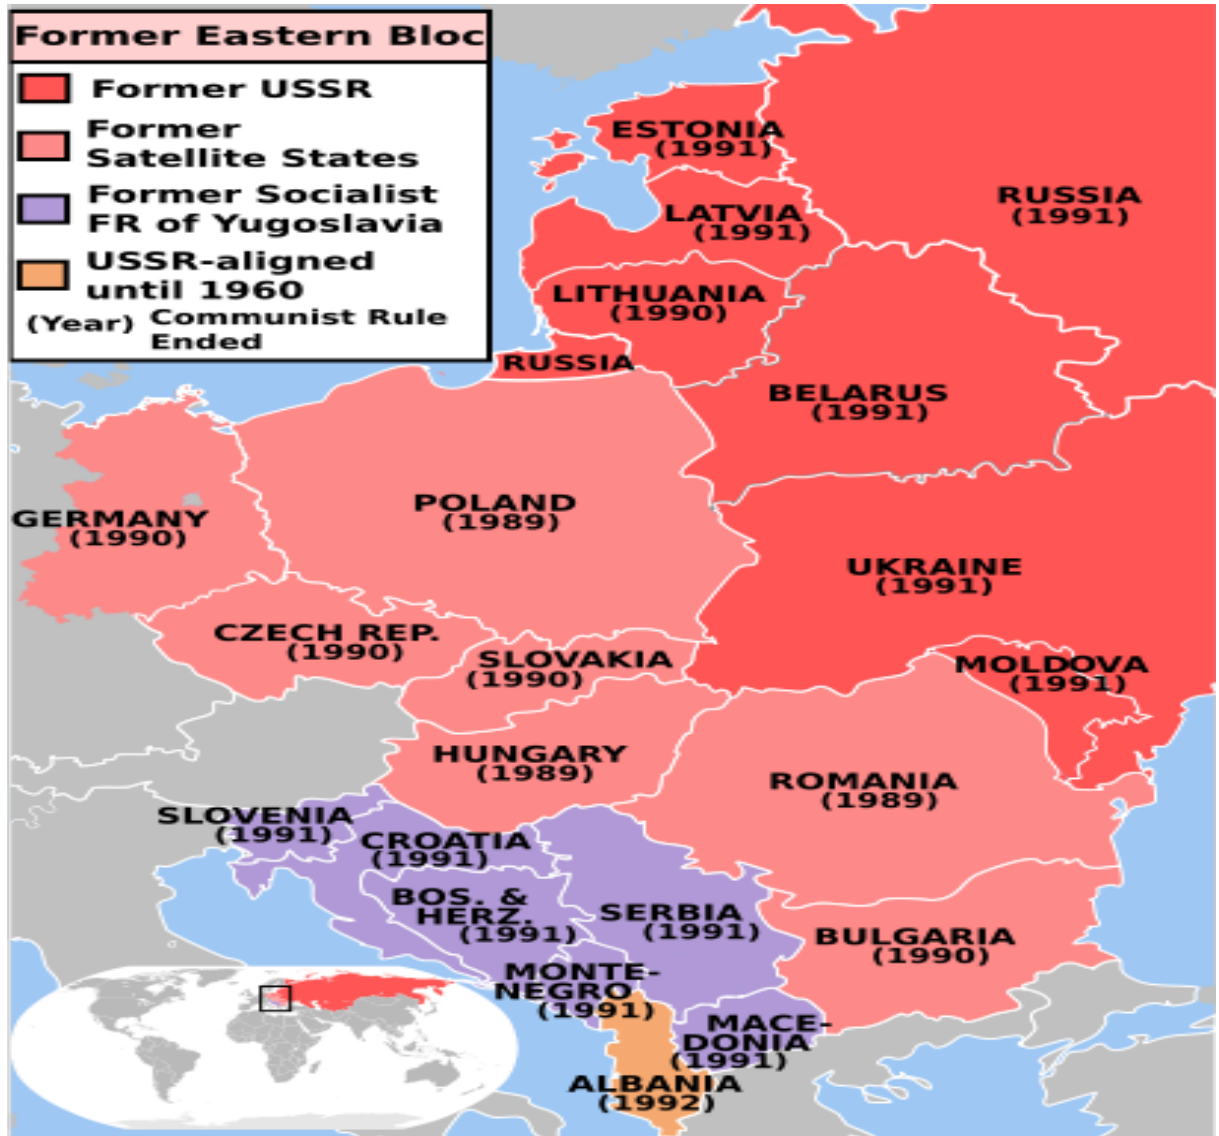 Former Eastern Bloc
Former USSR
Former
Satellite States
Former Socialist
FR of Yugoslavia
USSR-aligned
until 1960
(Year) Communist Rule
Ended
ESTONIA
(1991)
RUSSIA
(1991)
LATVIA
(1991)
LITHUANIA
(1990)
RUSSIA
BELARUS
(1991)
POLAND
(1989)
GERMANY
(1990)
UKRAINE
(1991)
CZECH REP.
(1990)
SLOVAKIA
(1990)
MOLDOVA
(1991)
HUNGARY
(1989)
ROMANIA
(1989)
SLOVENIA
(1991)
CROATIA
(1991)
BOS. &
HERZ.
(1991)
SERBIA
(1991)
BULGARIA
(1990)
MONTE-
NEGRO
(1991)
MACE-
DONIA
(1991)
ALBANIA
(1992)